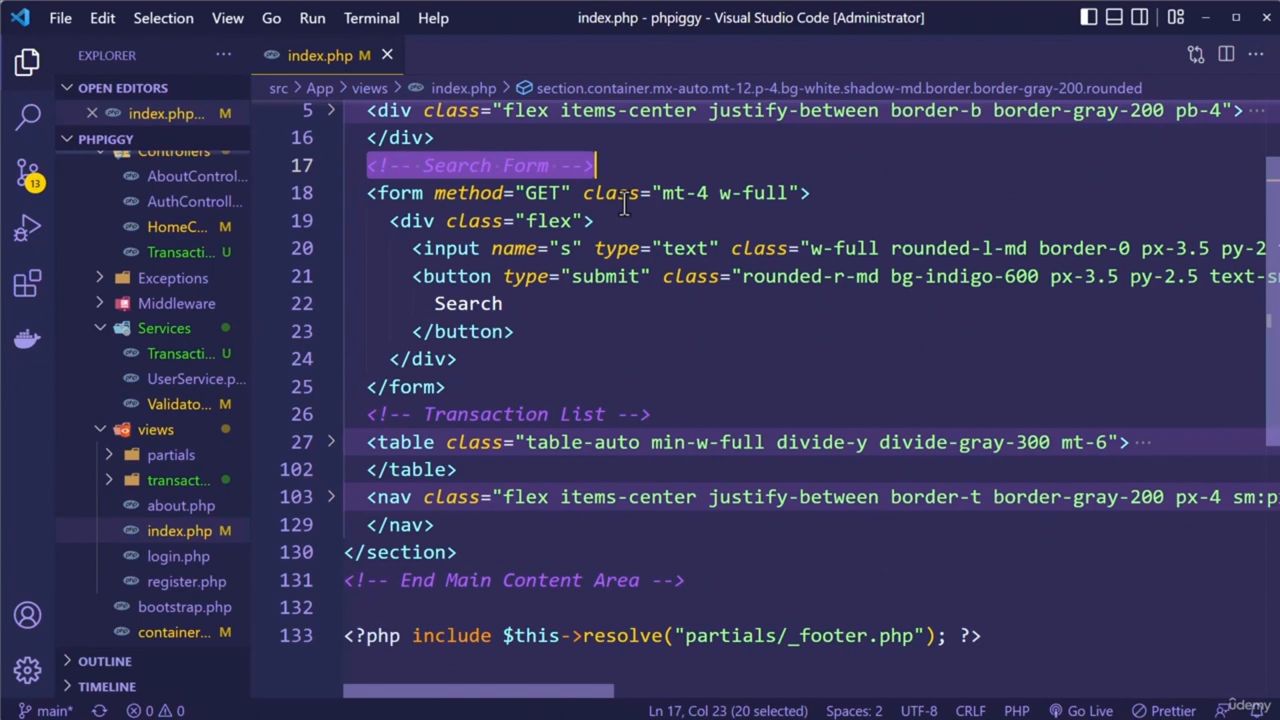 File Edit Selection View Go Run Terminal Help
index.php - phpiggy - Visual Studio Code [Administrator]
EXPLORER
OPEN EDITORS
index.php... M
PHPIGGY
Controllers
AboutControl...
AuthControll...
HomeC... M
Transacti... U
Exceptions
Middleware
Services
Transacti... U
UserService.p...
Validato... M
views
partials
transact...
about.php
index.php M
login.php
register.php
bootstrap.php
container... M
OUTLINE
TIMELINE
13
index.php M
src > App > views > index.php > section.container.mx-auto.mt-12.p-4.bg-white.shadow-md.border.border-gray-200.rounded
5 <div class="flex items-center justify-between border-b border-gray-200 pb-4">...
16 </div>
17 <!-- Search Form -->
18 <form method="GET" class="mt-4 w-full">
19 <div class="flex">
20 <input name="s" type="text" class="w-full rounded-l-md border-0 px-3.5 py-2
21 <button type="submit" class="rounded-r-md bg-indigo-600 px-3.5 py-2.5 text-s
22 Search
23 </button>
24 </div>
25 </form>
26 <!-- Transaction List -->
27 <table class="table-auto min-w-full divide-y divide-gray-300 mt-6">...
102 </table>
103 <nav class="flex items-center justify-between border-t border-gray-200 px-4 sm:p
129 </nav>
130 </section>
131 <!-- End Main Content Area -->
132
133 <?php include $this->resolve("partials/_footer.php"); ?>
main* 0 0 Ln 17, Col 23 (20 selected) Spaces: 2 UTF-8 CRLF PHP Go Live Prettier
udemy